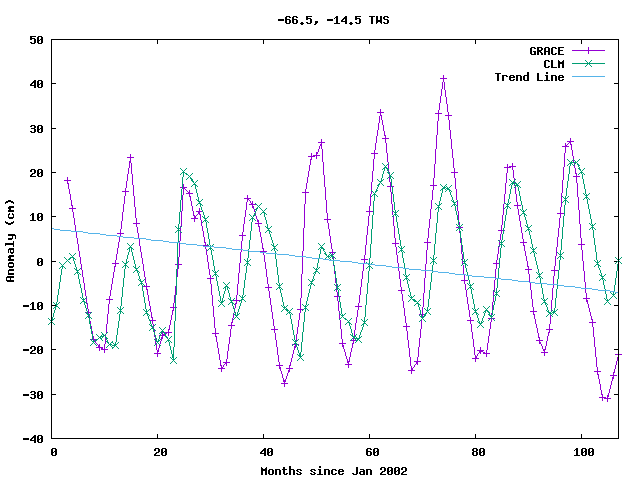 -66.5, -14.5 TWS
GRACE
CLM
Trend Line
Anomaly (cm)
50
40
30
20
10
0
-10
-20
-30
-40
0 20 40 60 80 100
Months since Jan 2002